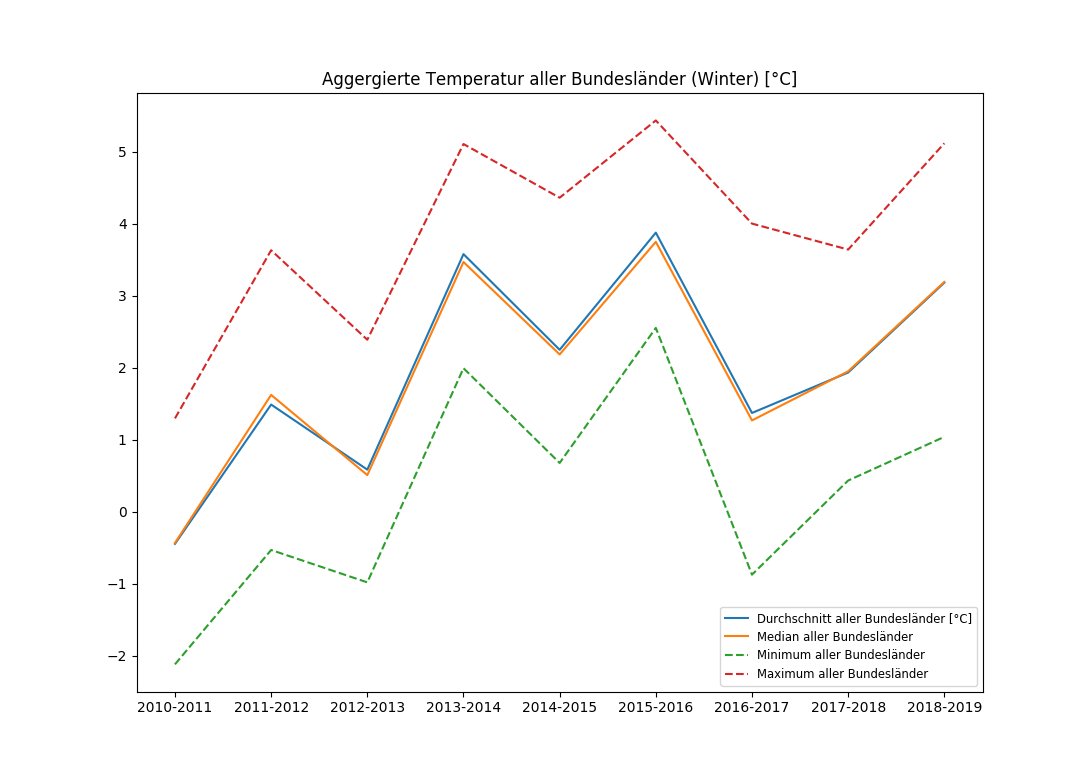 Aggergierte Temperatur aller Bundesländer (Winter) [°C]
5
4
3
2
1
0
−1
−2
Durchschnitt aller Bundesländer [°C]
Median aller Bundesländer
Minimum aller Bundesländer
Maximum aller Bundesländer
2010-2011 2011-2012 2012-2013 2013-2014 2014-2015 2015-2016 2016-2017 2017-2018 2018-2019